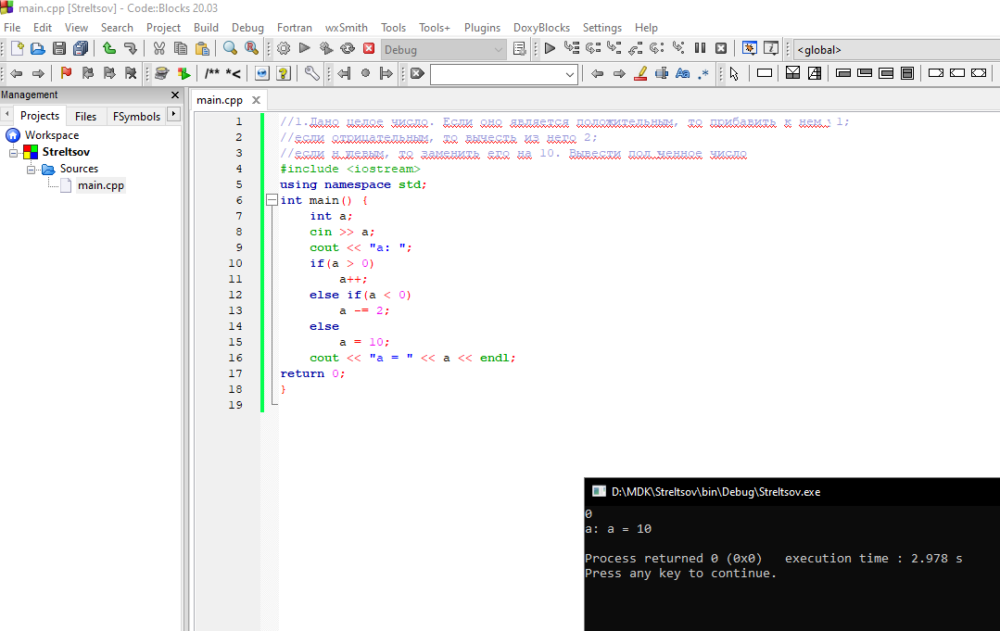 main.cpp [Streltsov] - Code::Blocks 20.03
File Edit View Search Project Build Debug Fortran wxSmith Tools Tools+ Plugins DoxyBlocks Settings Help
Debug
<global>
/** *<
Aa .*
Management
Projects Files FSymbols
Workspace
Streltsov
Sources
main.cpp
main.cpp
1 //1.Дано целое число. Если оно является положительным, то прибавить к нему 1;
2 //если отрицательным, то вычесть из него 2;
3 //если нулевым, то заменить его на 10. Вывести полученное число
4 #include <iostream>
5 using namespace std;
6 int main() {
7 int a;
8 cin >> a;
9 cout << "a: ";
10 if(a > 0)
11 a++;
12 else if(a < 0)
13 a -= 2;
14 else
15 a = 10;
16 cout << "a = " << a << endl;
17 return 0;
18 }
19
D:\MDK\Streltsov\bin\Debug\Streltsov.exe
0
a: a = 10
Process returned 0 (0x0) execution time : 2.978 s
Press any key to continue.